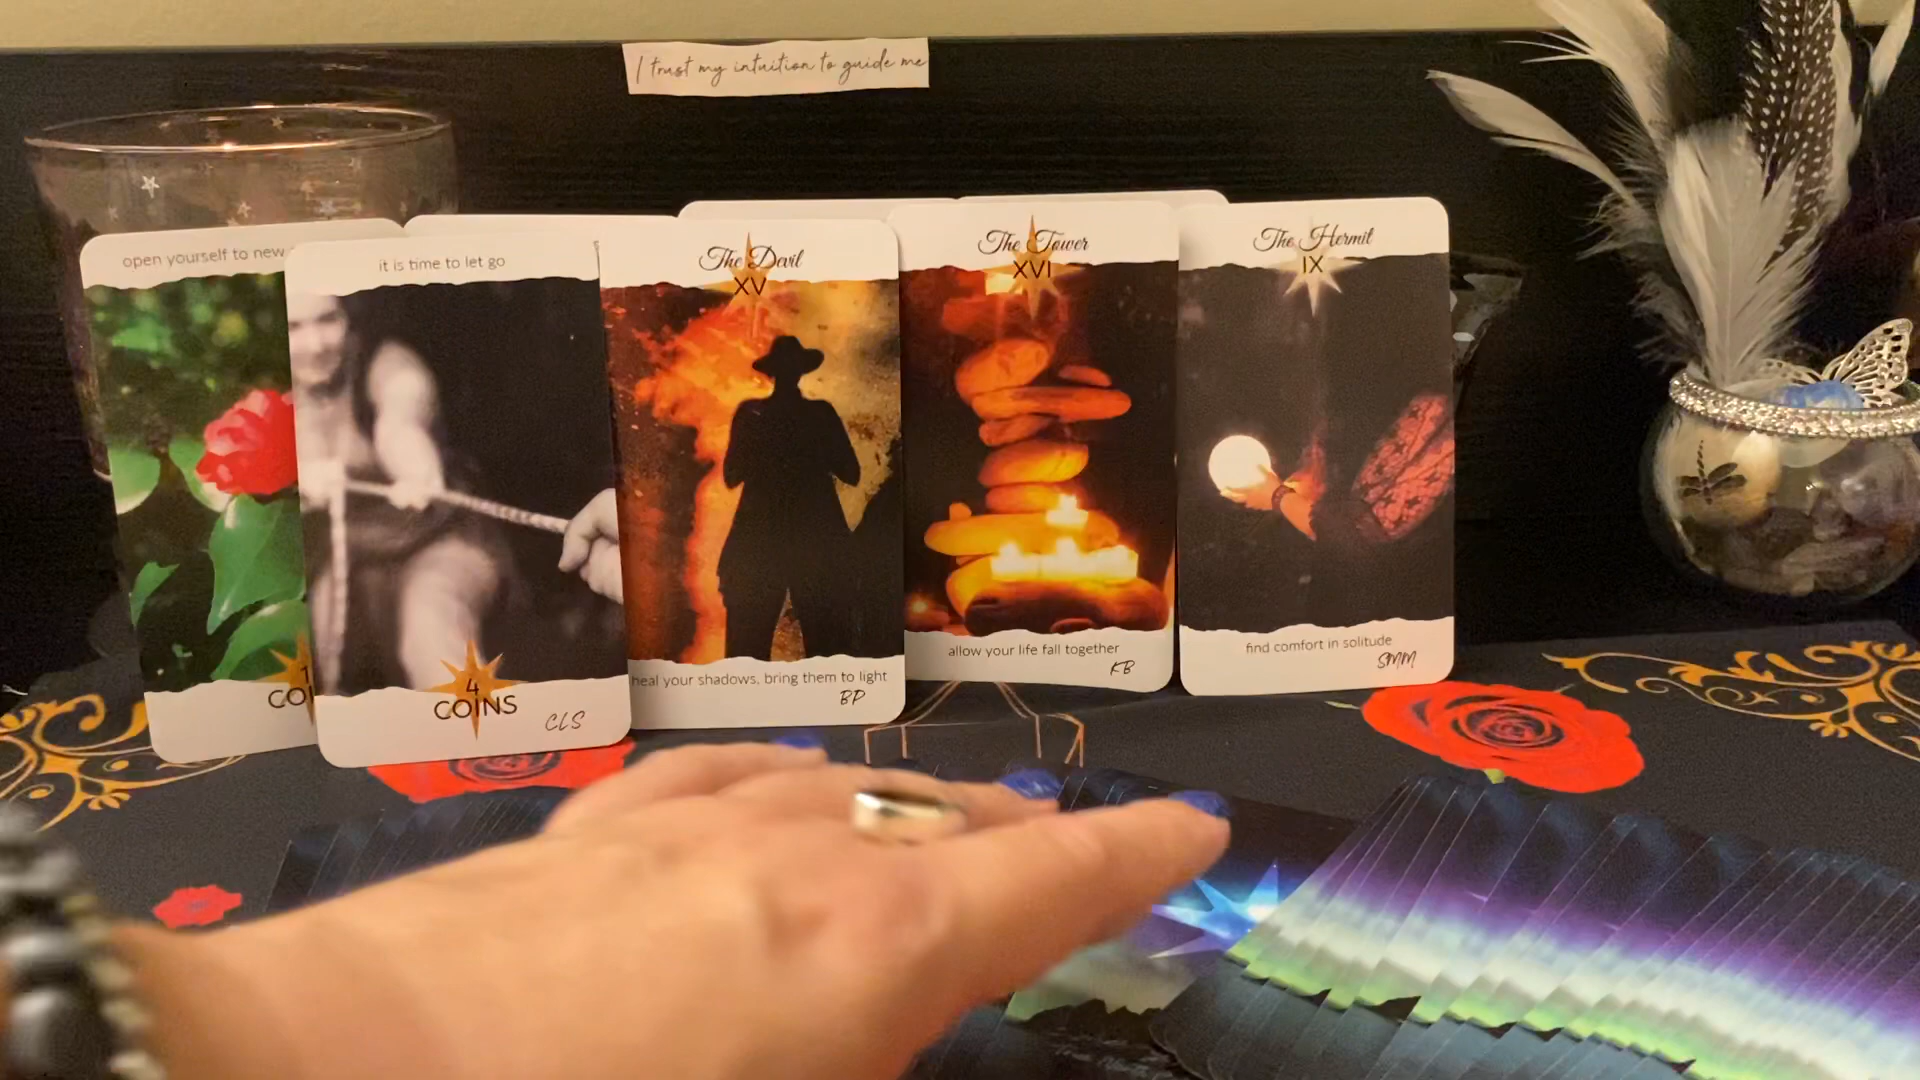 I trust my intuition to guide me
open yourself to new
1
it is time to let go
4
COINS
CLS
The Devil
XV
heal your shadows, bring them to light
BP
The Tower
XVI
allow your life fall together
KB
The Hermit
IX
find comfort in solitude
SMM